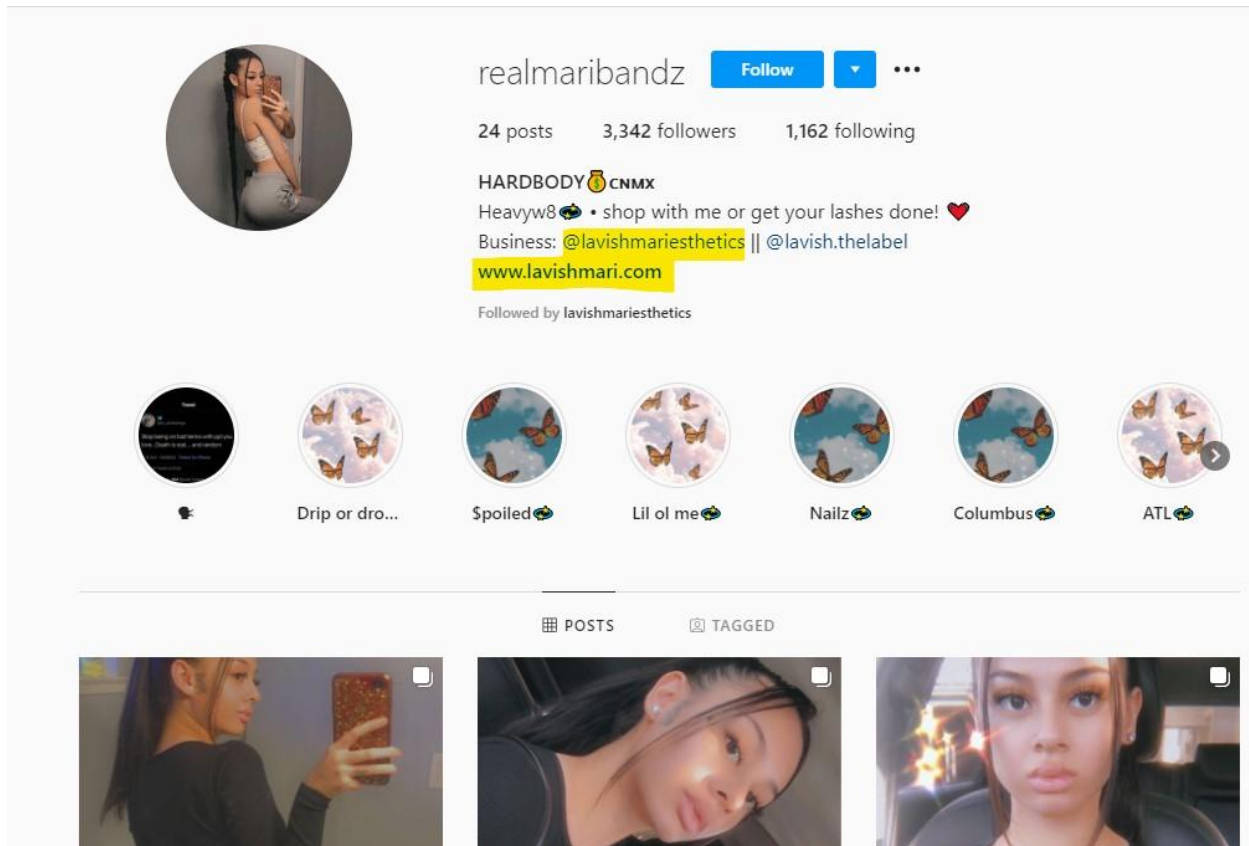 realmaribandz Follow
24 posts 3,342 followers 1,162 following
HARDBODY💰CNMX
Heavyw8💫 • shop with me or get your lashes done! ❤️
Business: @lavishmariesthetics || @lavish.thelabel
www.lavishmari.com
Followed by lavishmariesthetics
🗣 Drip or dro... $poiled💫 Lil ol me💫 Nailz💫 Columbus💫 ATL💫
POSTS TAGGED